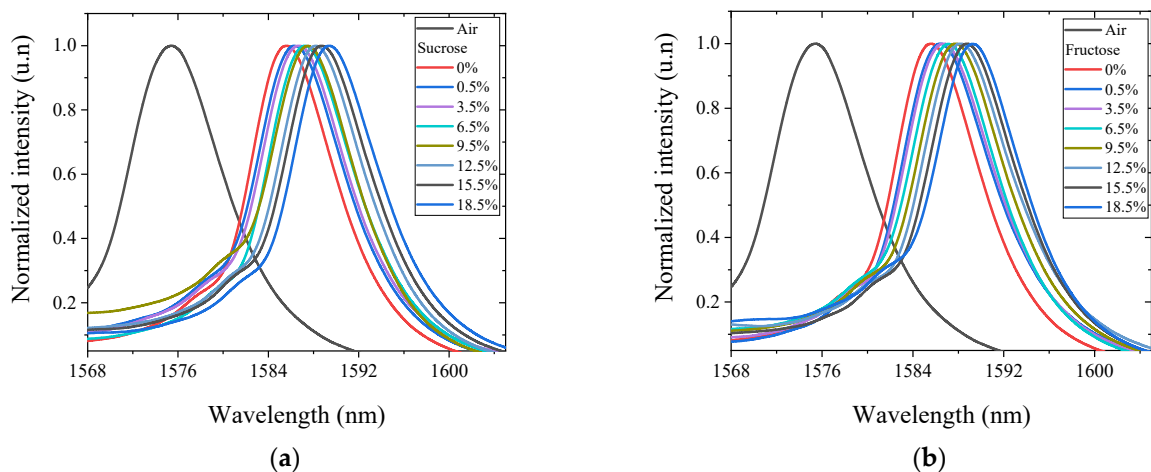 1.0
0.8
0.6
0.4
0.2
Normalized intensity (u.n)
1568 1576 1584 1592 1600
Wavelength (nm)
Air
Sucrose
0%
0.5%
3.5%
6.5%
9.5%
12.5%
15.5%
18.5%
(a)
1.0
0.8
0.6
0.4
0.2
Normalized intensity (u.n)
1568 1576 1584 1592 1600
Wavelength (nm)
Air
Fructose
0%
0.5%
3.5%
6.5%
9.5%
12.5%
15.5%
18.5%
(b)